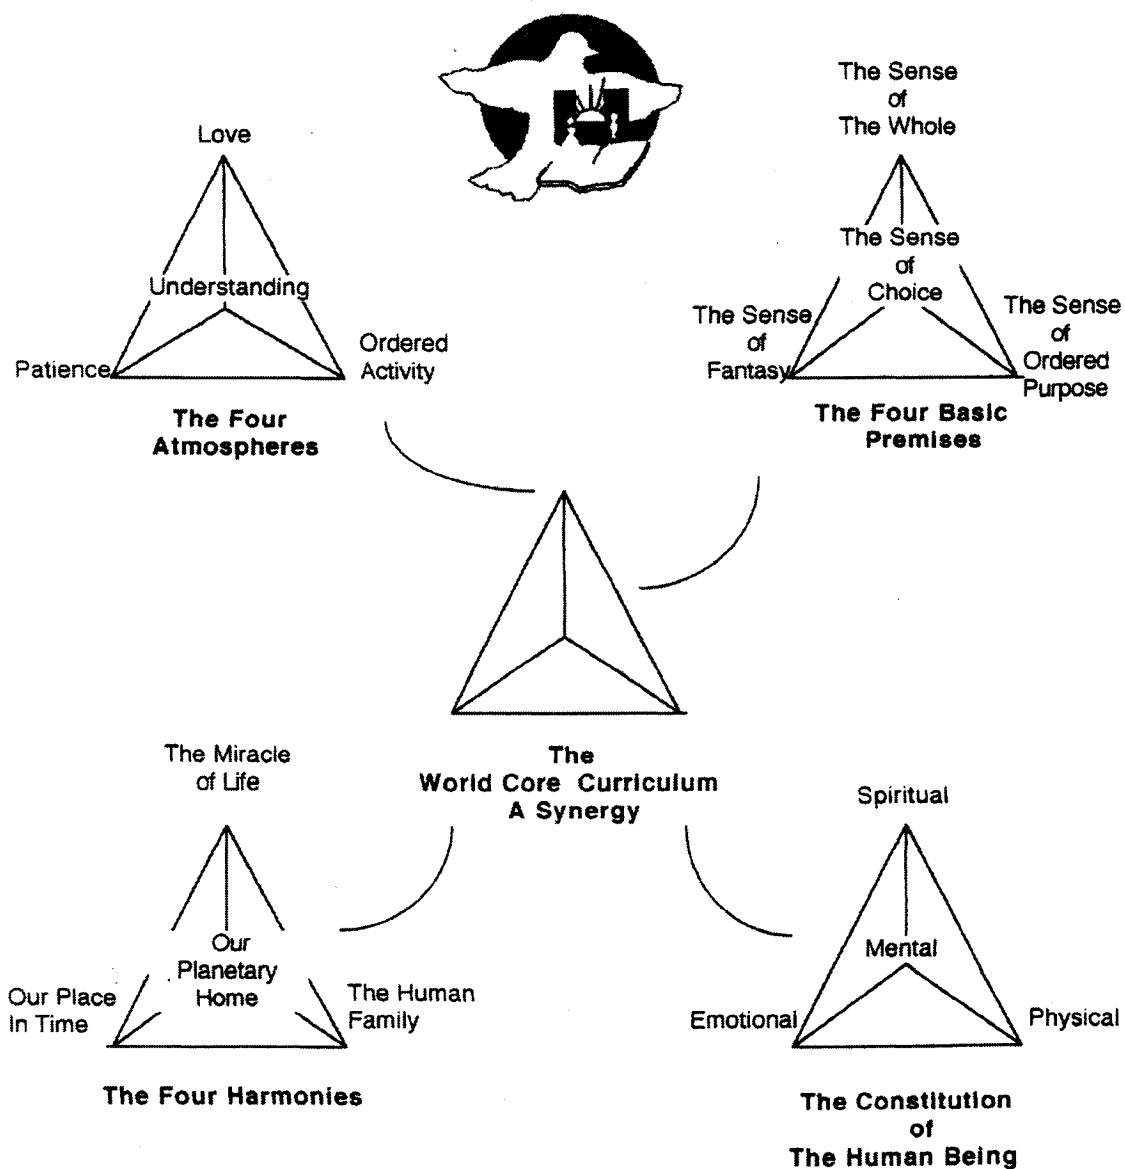 Love
Understanding
Patience
Ordered
Activity
The Four
Atmospheres
The Sense
of
The Whole
The Sense
of
Choice
The Sense
of
Fantasy
The Sense
of
Ordered
Purpose
The Four Basic
Premises
The
World Core Curriculum
A Synergy
The Miracle
of Life
Our
Planetary
Home
Our Place
In Time
The Human
Family
The Four Harmonies
Spiritual
Mental
Emotional
Physical
The Constitution
of
The Human Being